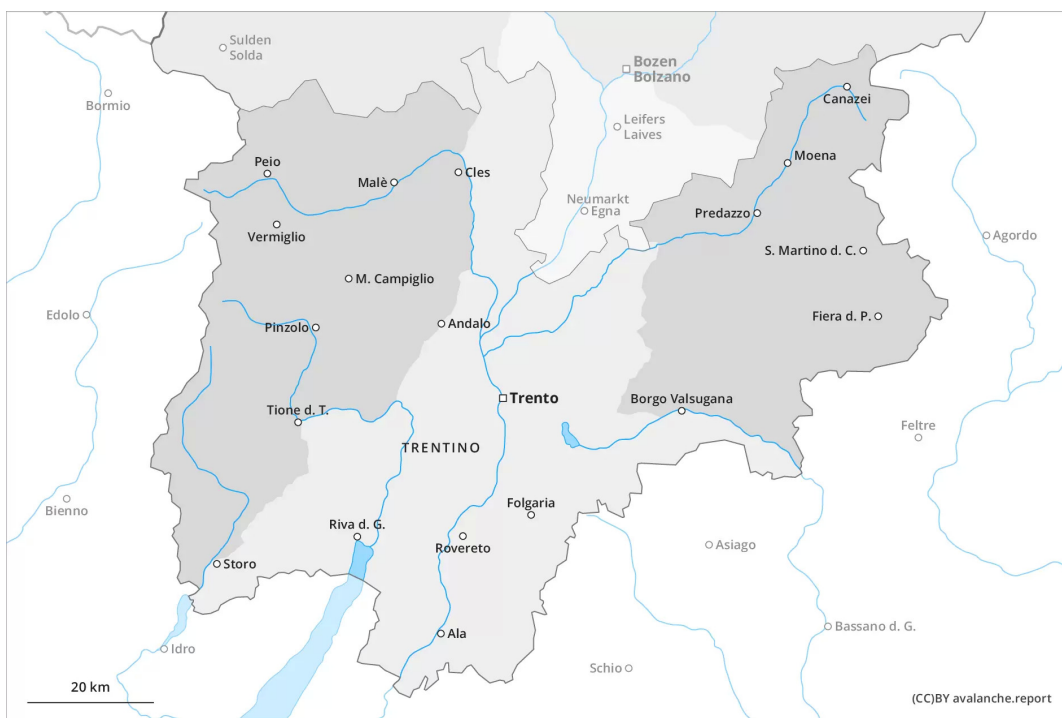 Sulden
Solda
Bozen
Bolzano
Bormio
Canazei
Leifers
Laives
Moena
Peio
Malè
Cles
Neumarkt
Egna
Predazzo
Vermiglio
S. Martino d. C.
Agordo
M. Campiglio
Edolo
Pinzolo
Andalo
Fiera d. P.
Trento
Borgo Valsugana
Tione d. T.
Feltre
TRENTINO
Bienno
Folgaria
Riva d. G.
Rovereto
Asiago
Storo
Ala
Bassano d. G.
Idro
Schio
20 km
(CC)BY avalanche.report